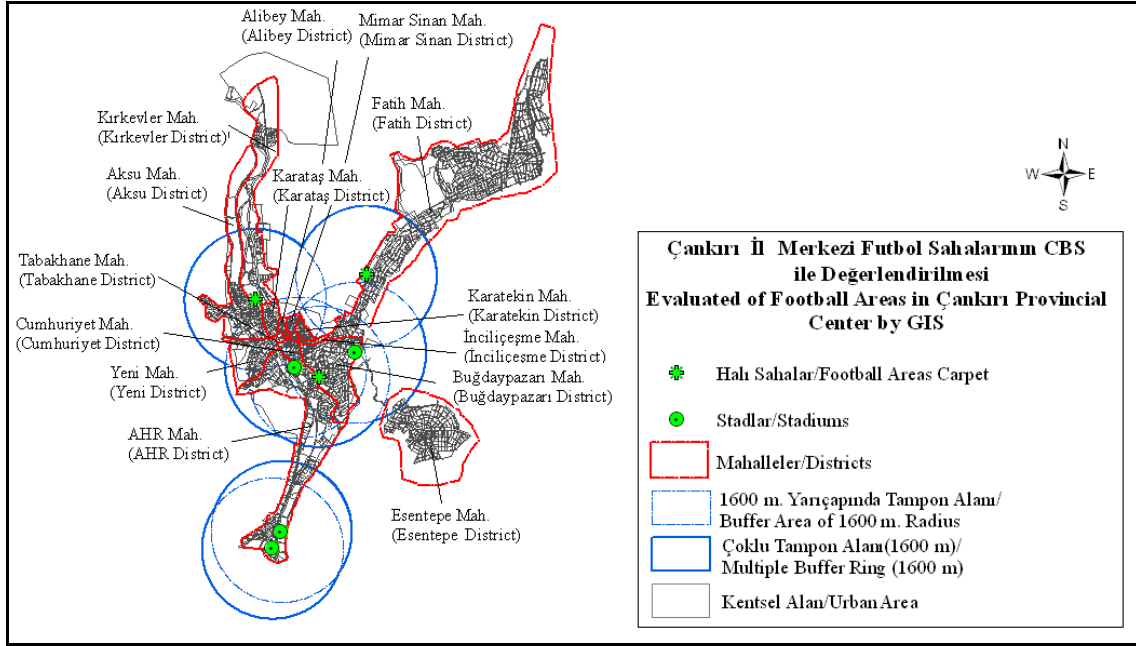 Alibey Mah.
(Alibey District)
Mimar Sinan Mah.
(Mimar Sinan District)
Kırkevler Mah.
(Kırkevler District)
Fatih Mah.
(Fatih District)
Aksu Mah.
(Aksu District)
Karataş Mah.
(Karataş District)
Tabakhane Mah.
(Tabakhane District)
Cumhuriyet Mah.
(Cumhuriyet District)
Yeni Mah.
(Yeni District)
AHR Mah.
(AHR District)
Karatekin Mah.
(Karatekin District)
İnciliçeşme Mah.
(İnciliçeşme District)
Buğdaypazarı Mah.
(Buğdaypazarı District)
Esentepe Mah.
(Esentepe District)
N
W E
S
Çankırı İl Merkezi Futbol Sahalarının CBS
ile Değerlendirilmesi
Evaluated of Football Areas in Çankırı Provincial
Center by GIS
Halı Sahalar/Football Areas Carpet
Stadlar/Stadiums
Mahalleler/Districts
1600 m. Yarıçapında Tampon Alanı/
Buffer Area of 1600 m. Radius
Çoklu Tampon Alanı(1600 m)/
Multiple Buffer Ring (1600 m)
Kentsel Alan/Urban Area